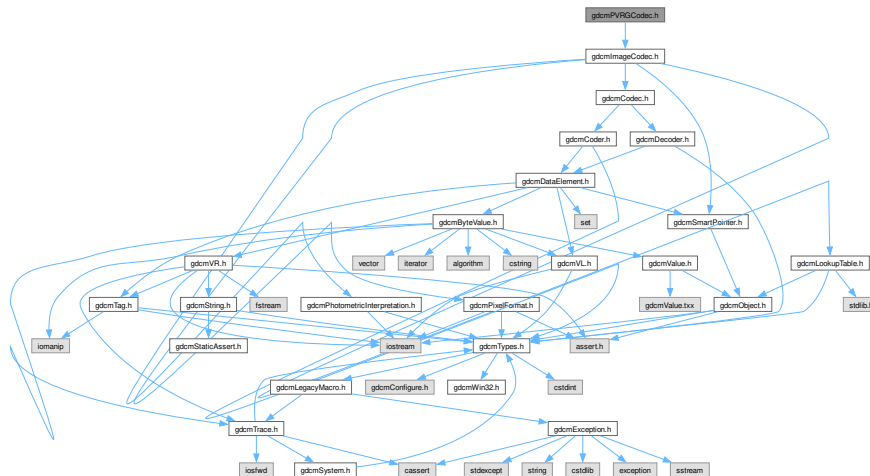 gdcmPVRGCodec.h
gdcmImageCodec.h
gdcmCodec.h
gdcmCoder.h
gdcmDecoder.h
gdcmDataElement.h
gdcmByteValue.h
set
gdcmSmartPointer.h
gdcmVR.h
vector
iterator
algorithm
cstring
gdcmVL.h
gdcmValue.h
gdcmLookupTable.h
gdcmTag.h
gdcmString.h
fstream
gdcmPhotometricInterpretation.h
gdcmPixelFormat.h
gdcmValue.txx
gdcmObject.h
stdlib.h
iomanip
gdcmStaticAssert.h
iostream
gdcmTypes.h
assert.h
gdcmLegacyMacro.h
gdcmConfigure.h
gdcmWin32.h
cstdint
gdcmTrace.h
gdcmException.h
iosfwd
gdcmSystem.h
cassert
stdexcept
string
cstdlib
exception
sstream